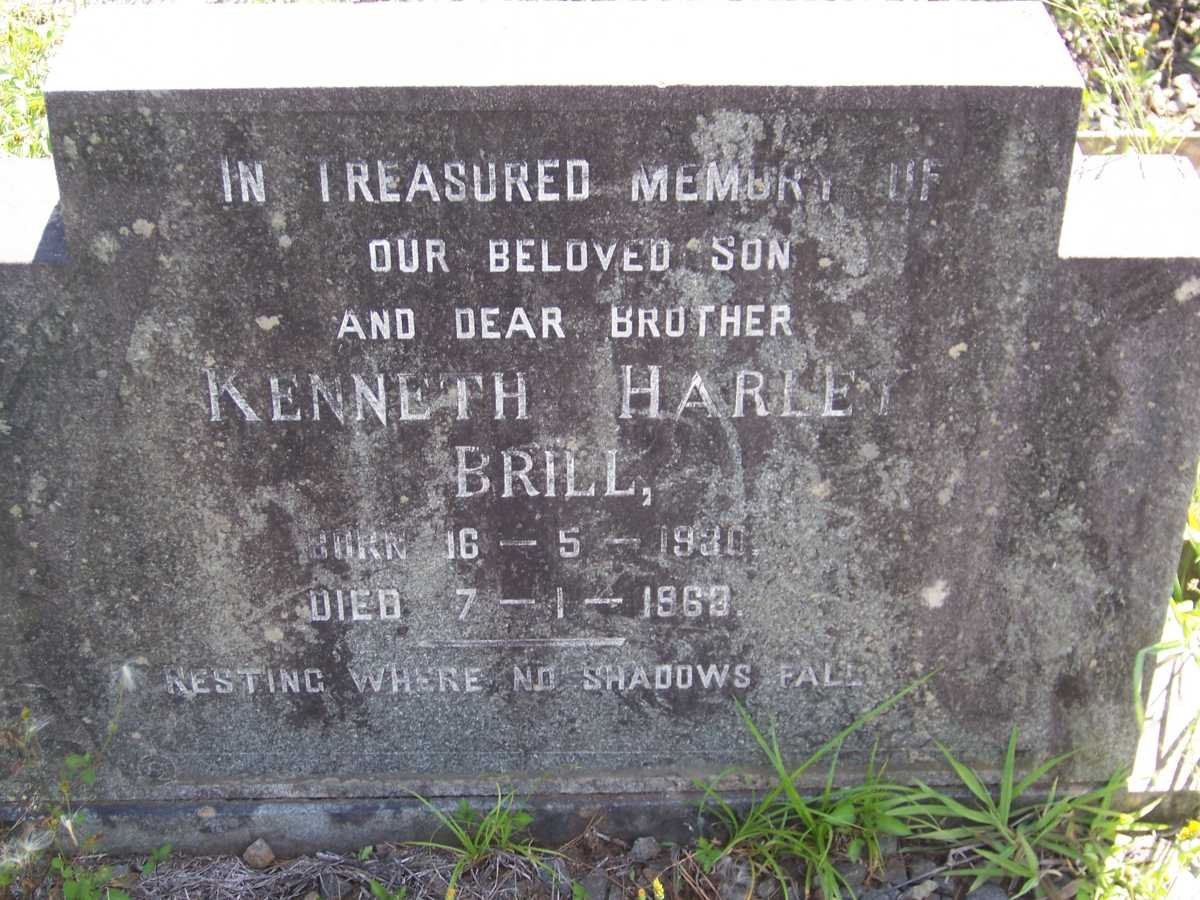 IN TREASURED MEMORY OF
OUR BELOVED SON
AND DEAR BROTHER
KENNETH HARLEY
BRILL,
BORN 16 - 5 - 1930.
DIED 7 - 1 - 1963.
RESTING WHERE NO SHADOWS FALL